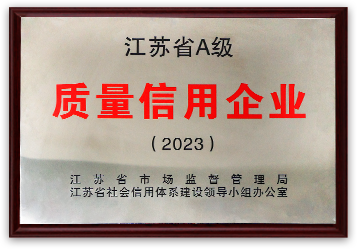 江苏省A级
质量信用企业
(2023)
江苏省市场监督管理局
江苏省社会信用体系建设领导小组办公室